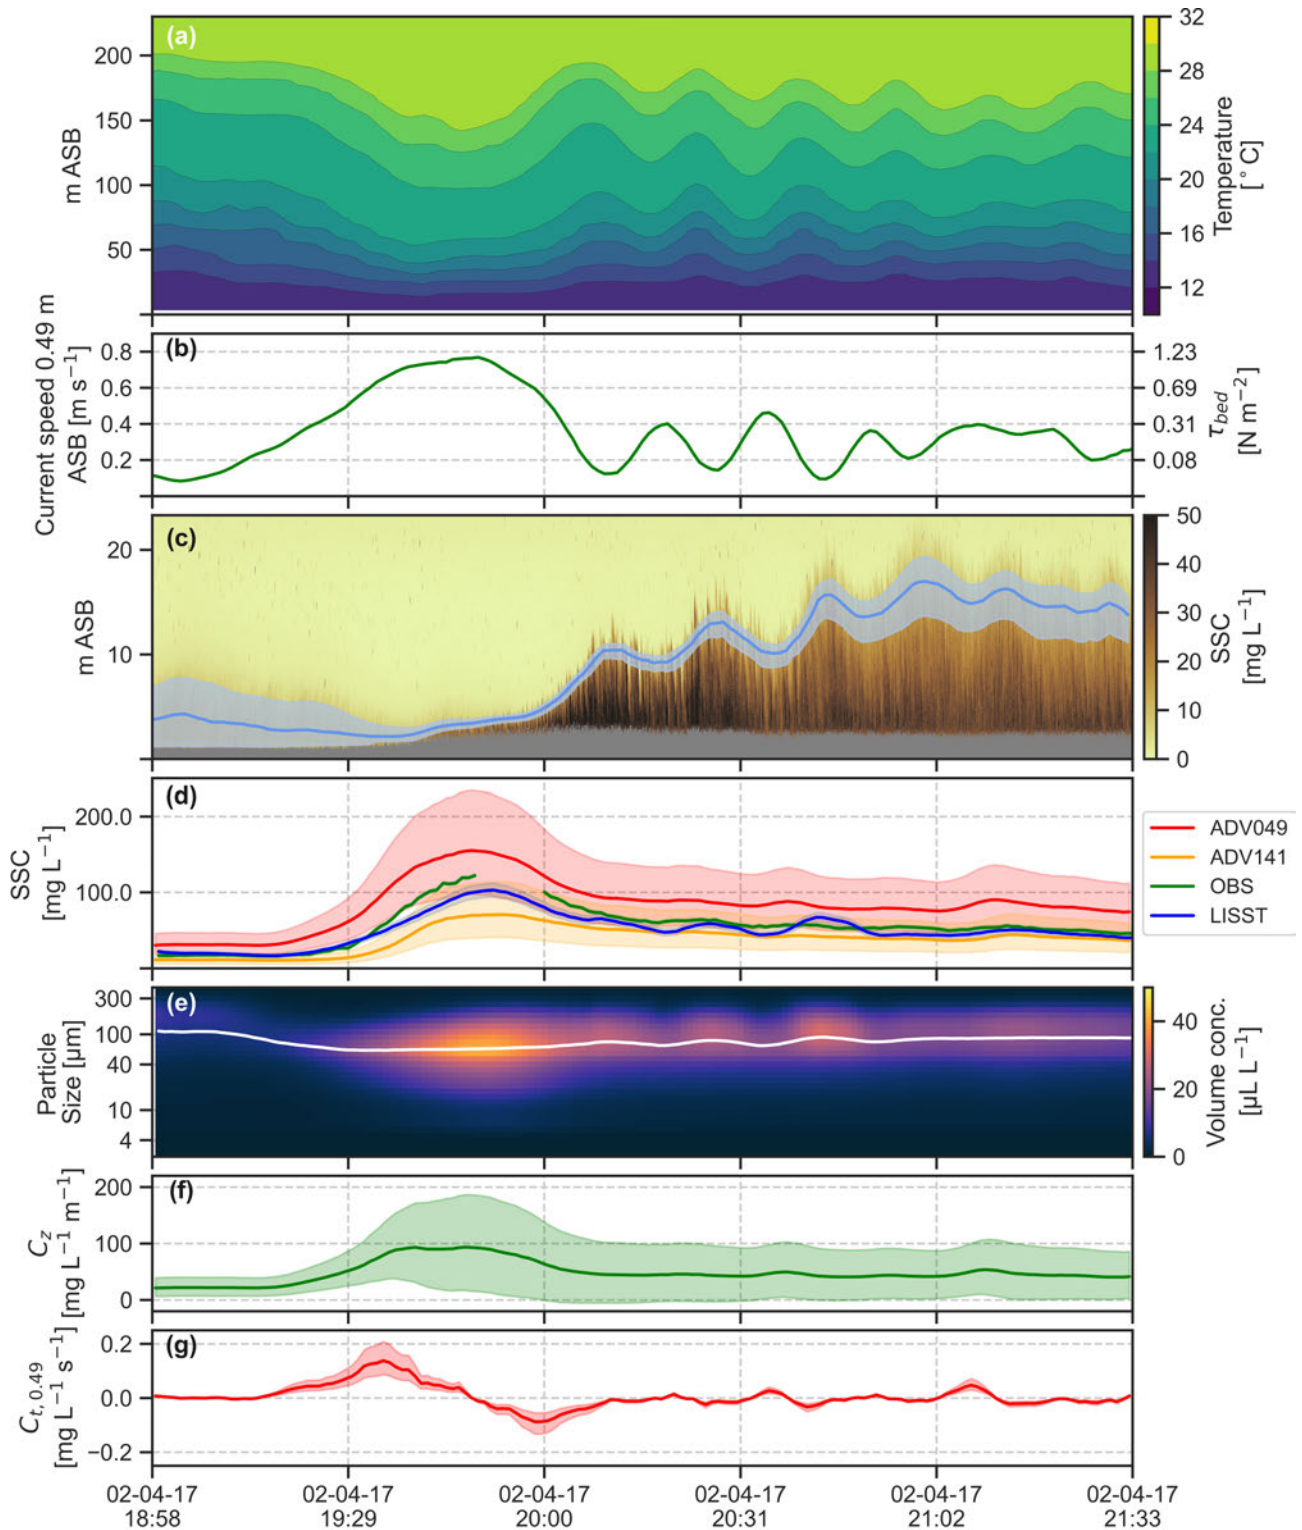 (a)
m ASB
200
150
100
50
32
28
24
20
16
12
Temperature
[°C]
(b)
Current speed 0.49 m
ASB [m s⁻¹]
0.8
0.6
0.4
0.2
1.23
0.69
0.31
0.08
τ_bed
[N m⁻²]
(c)
m ASB
20
10
50
40
30
20
10
0
SSC
[mg L⁻¹]
(d)
SSC
[mg L⁻¹]
200.0
100.0
ADV049
ADV141
OBS
LISST
(e)
Particle
Size [µm]
300
100
40
10
4
40
20
0
Volume conc.
[µL L⁻¹]
(f)
C_z
[mg L⁻¹ m⁻¹]
200
100
0
(g)
C_t, 0.49
[mg L⁻¹ s⁻¹]
0.2
0.0
−0.2
02-04-17
18:58
02-04-17
19:29
02-04-17
20:00
02-04-17
20:31
02-04-17
21:02
02-04-17
21:33